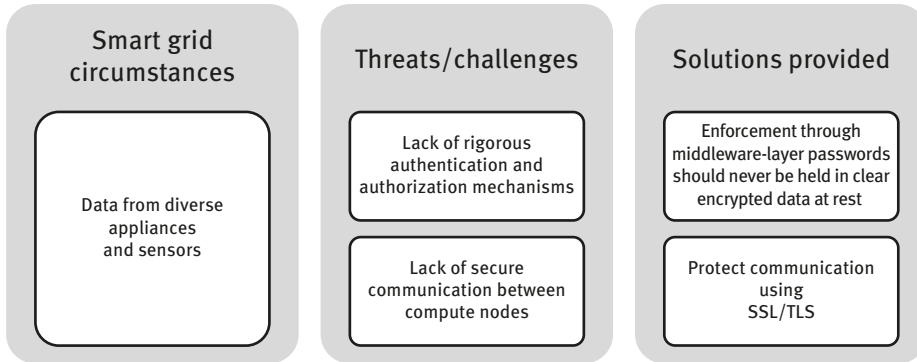 Smart grid
circumstances
Data from diverse
appliances
and sensors
Threats/challenges
Lack of rigorous
authentication and
authorization mechanisms
Lack of secure
communication between
compute nodes
Solutions provided
Enforcement through
middleware-layer passwords
should never be held in clear
encrypted data at rest
Protect communication
using
SSL/TLS